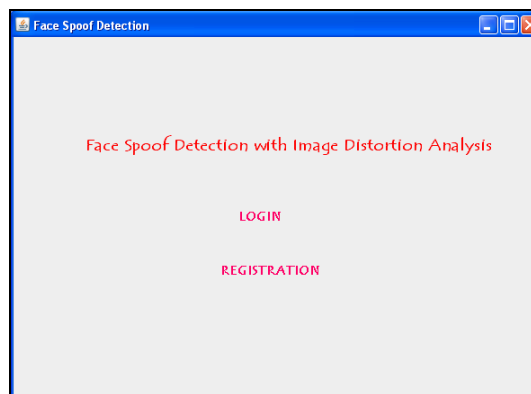 Face Spoof Detection
Face Spoof Detection with Image Distortion Analysis
LOGIN
REGISTRATION